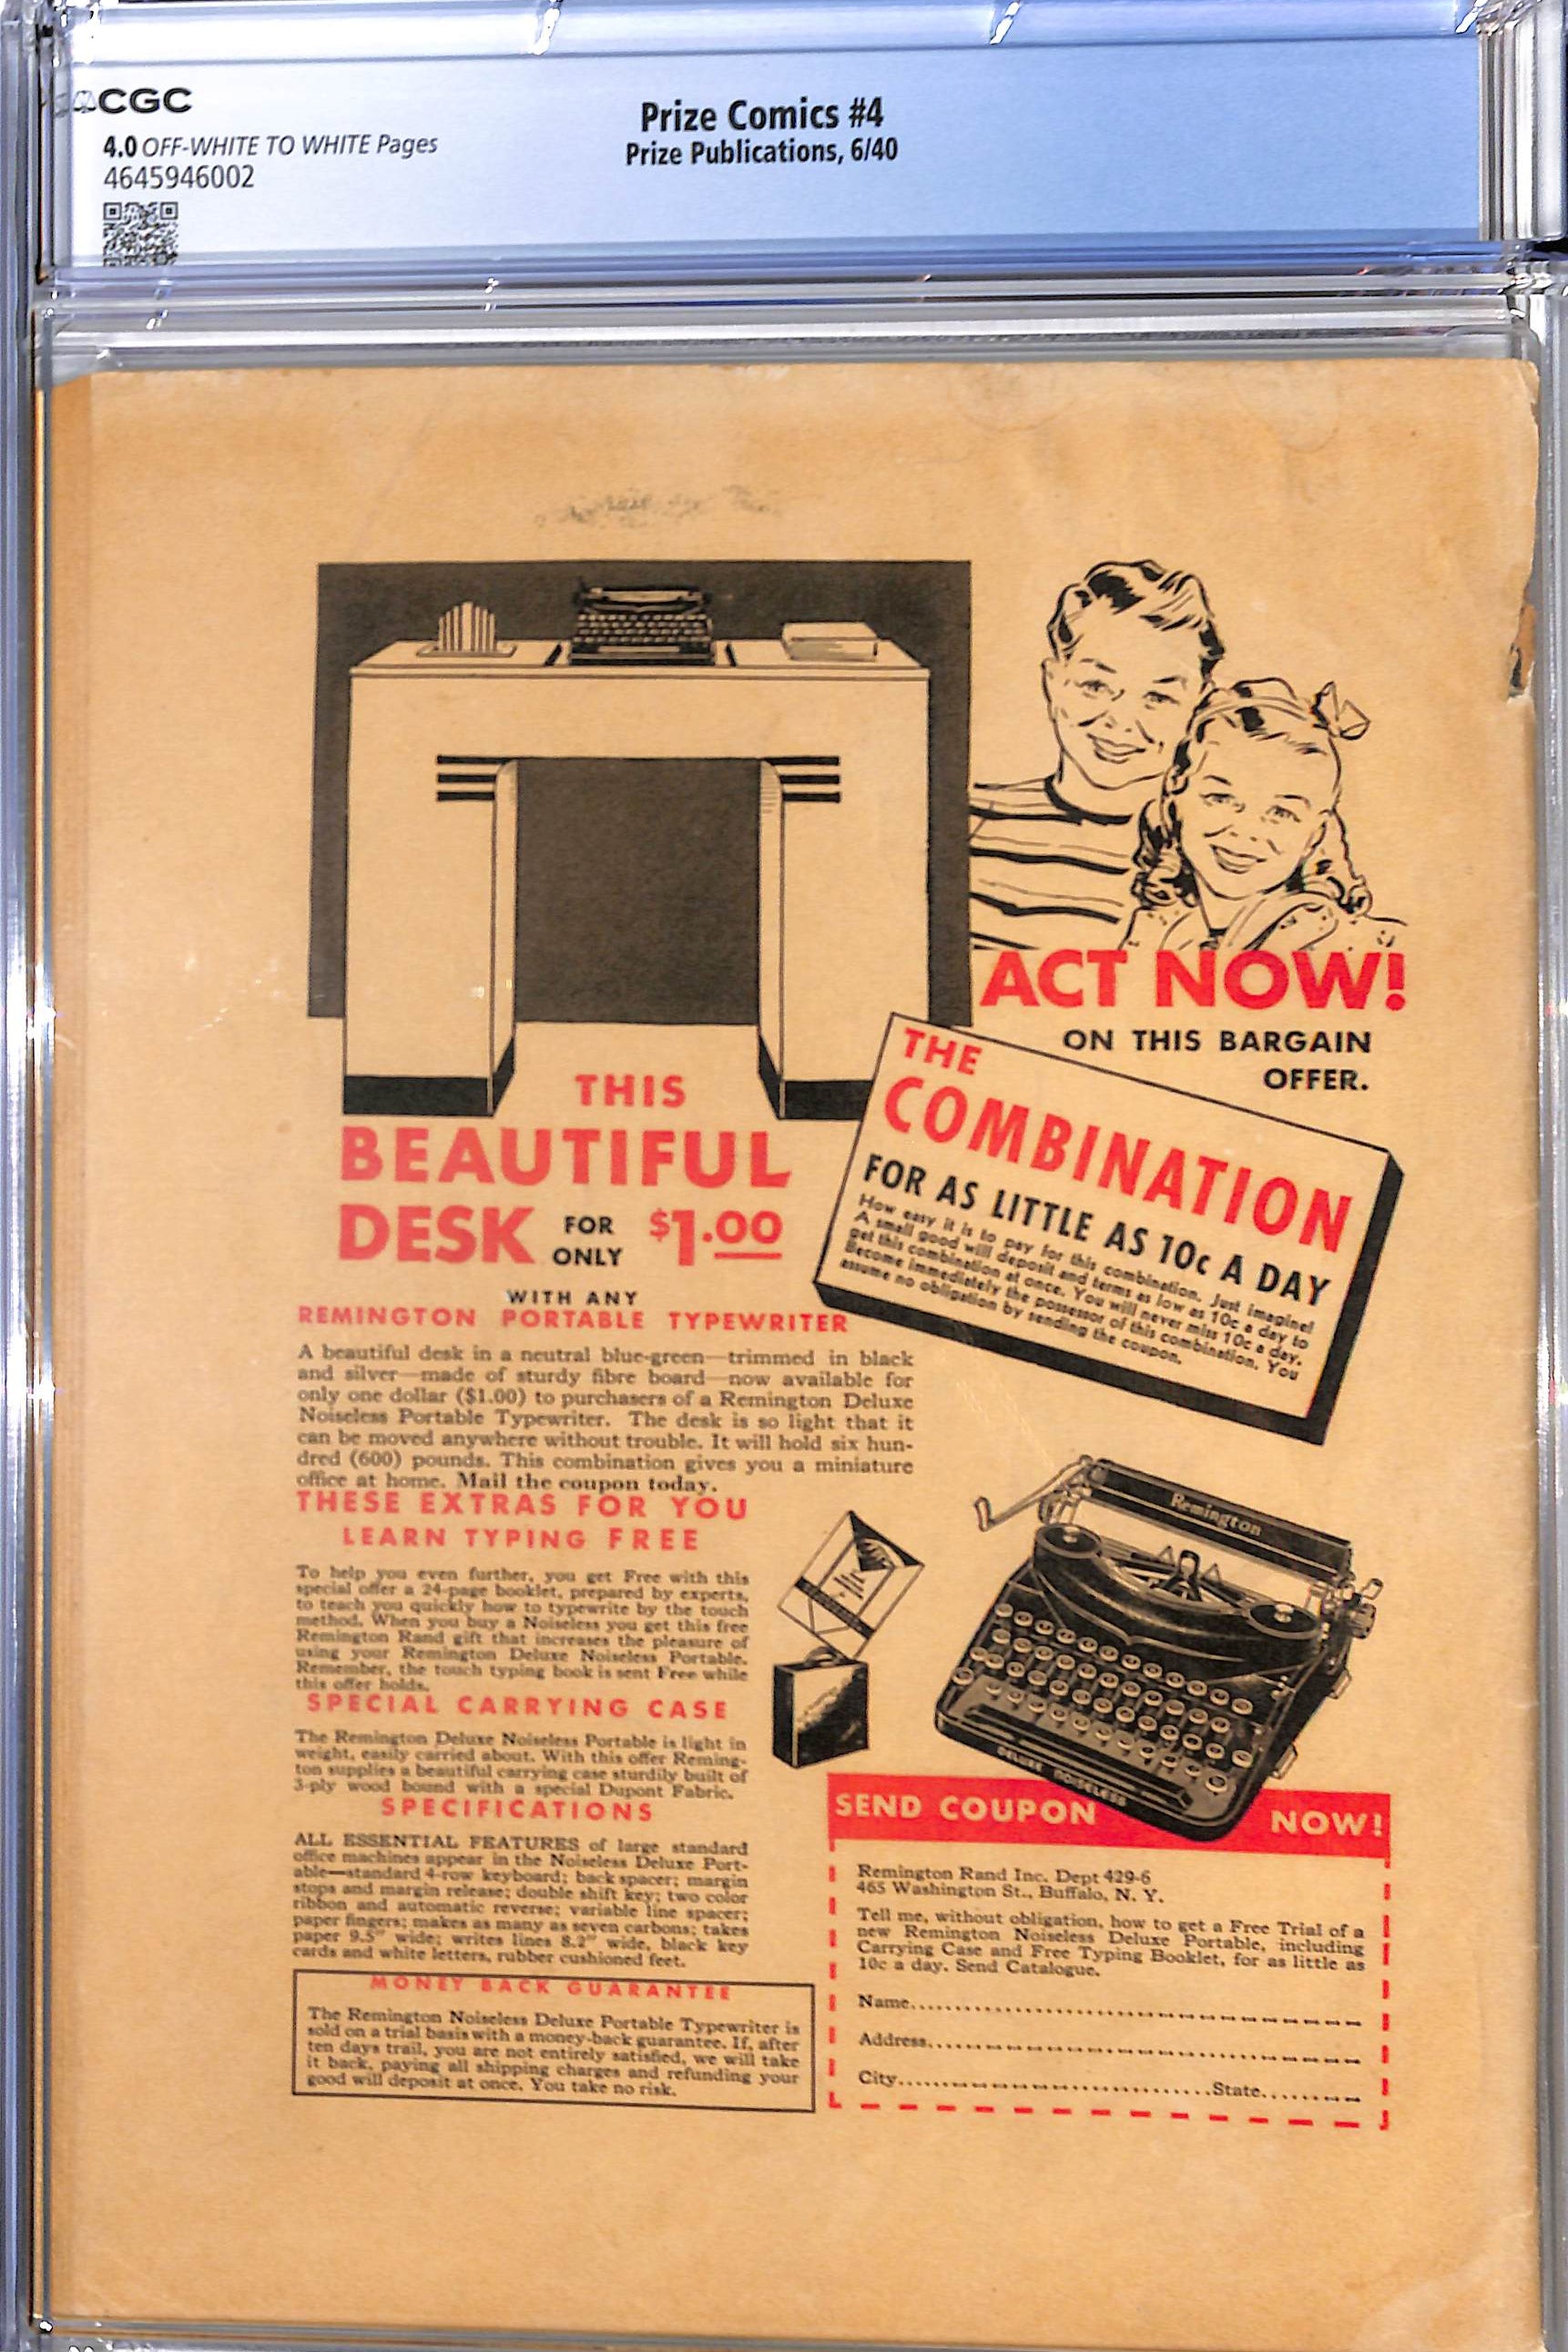 CGC
4.0 OFF-WHITE TO WHITE Pages
4645946002
Prize Comics #4
Prize Publications, 6/40
ACT NOW!
ON THIS BARGAIN
OFFER.
THE
COMBINATION
FOR AS LITTLE AS 10c A DAY
How easy it is to pay for this combination. Just imagine!
A small good will deposit and terms as low as 10c a day to
get this combination at once. You will never miss 10c a day.
Become immediately the possessor of this combination. You
assume no obligation by sending the coupon.
THIS
BEAUTIFUL
DESK FOR ONLY $1.00
WITH ANY
REMINGTON PORTABLE TYPEWRITER
A beautiful desk in a neutral blue-green—trimmed in black
and silver—made of sturdy fibre board—now available for
only one dollar ($1.00) to purchasers of a Remington Deluxe
Noiseless Portable Typewriter. The desk is so light that it
can be moved anywhere without trouble. It will hold six hun-
dred (600) pounds. This combination gives you a miniature
office at home. Mail the coupon today.
THESE EXTRAS FOR YOU
LEARN TYPING FREE
To help you even further, you get Free with this
special offer a 24-page booklet, prepared by experts,
to teach you quickly how to typewrite by the touch
method. When you buy a Noiseless you get this free
Remington Rand gift that increases the pleasure of
using your Remington Deluxe Noiseless Portable.
Remember, the touch typing book is sent Free while
this offer holds.
SPECIAL CARRYING CASE
The Remington Deluxe Noiseless Portable is light in
weight, easily carried about. With this offer Reming-
ton supplies a beautiful carrying case sturdily built of
3-ply wood bound with a special Dupont Fabric.
SPECIFICATIONS
ALL ESSENTIAL FEATURES of large standard
office machines appear in the Noiseless Deluxe Port-
able—standard 4-row keyboard; back spacer; margin
stops and margin release; double shift key; two color
ribbon and automatic reverse; variable line spacer;
paper fingers; makes as many as seven carbons; takes
paper 9.5" wide; writes lines 8.2" wide, black key
cards and white letters, rubber cushioned feet.
MONEY BACK GUARANTEE
The Remington Noiseless Deluxe Portable Typewriter is
sold on a trial basis with a money-back guarantee. If, after
ten days trail, you are not entirely satisfied, we will take
it back, paying all shipping charges and refunding your
good will deposit at once. You take no risk.
Remington
DELUXE NOISELESS
SEND COUPON NOW!
Remington Rand Inc. Dept 429-6
465 Washington St., Buffalo, N. Y.
Tell me, without obligation, how to get a Free Trial of a
new Remington Noiseless Deluxe Portable, including
Carrying Case and Free Typing Booklet, for as little as
10c a day. Send Catalogue.
Name
Address
City State